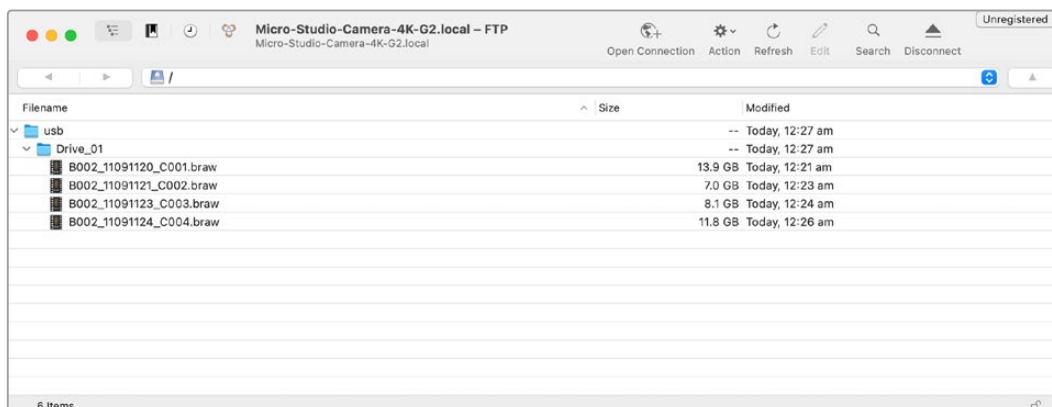 Micro-Studio-Camera-4K-G2.local – FTP
Micro-Studio-Camera-4K-G2.local
Open Connection Action Refresh Edit Search Disconnect
Unregistered
/
Filename Size Modified
usb -- Today, 12:27 am
Drive_01 -- Today, 12:27 am
B002_11091120_C001.braw 13.9 GB Today, 12:21 am
B002_11091121_C002.braw 7.0 GB Today, 12:23 am
B002_11091123_C003.braw 8.1 GB Today, 12:24 am
B002_11091124_C004.braw 11.8 GB Today, 12:26 am
6 Items